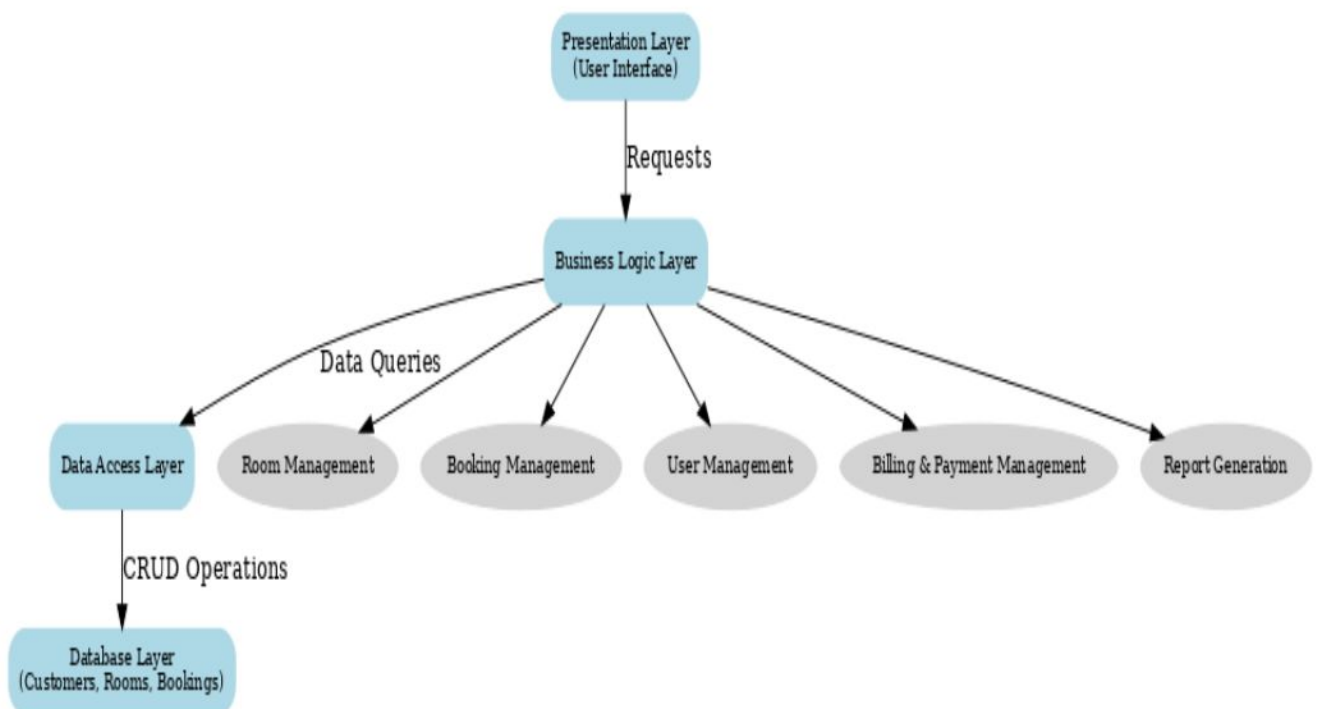 Presentation Layer
(User Interface)
Requests
Business Logic Layer
Data Queries
Data Access Layer
Room Management
Booking Management
User Management
Billing & Payment Management
Report Generation
CRUD Operations
Database Layer
(Customers, Rooms, Bookings)